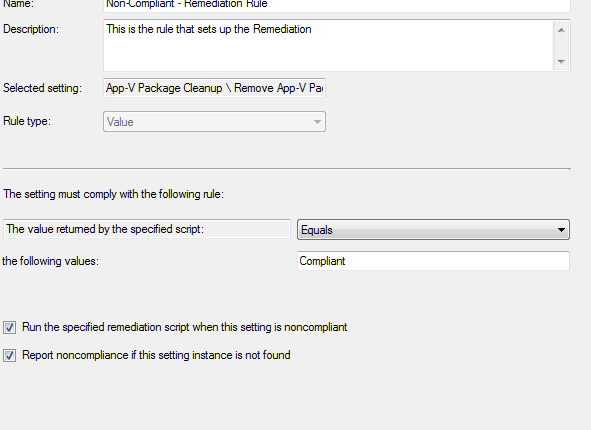 Name: Non-Compliant - Remediation Rule
Description: This is the rule that sets up the Remediation
Selected setting: App-V Package Cleanup \ Remove App-V Pa
Rule type: Value
The setting must comply with the following rule:
The value returned by the specified script: Equals
the following values: Compliant
Run the specified remediation script when this setting is noncompliant
Report noncompliance if this setting instance is not found